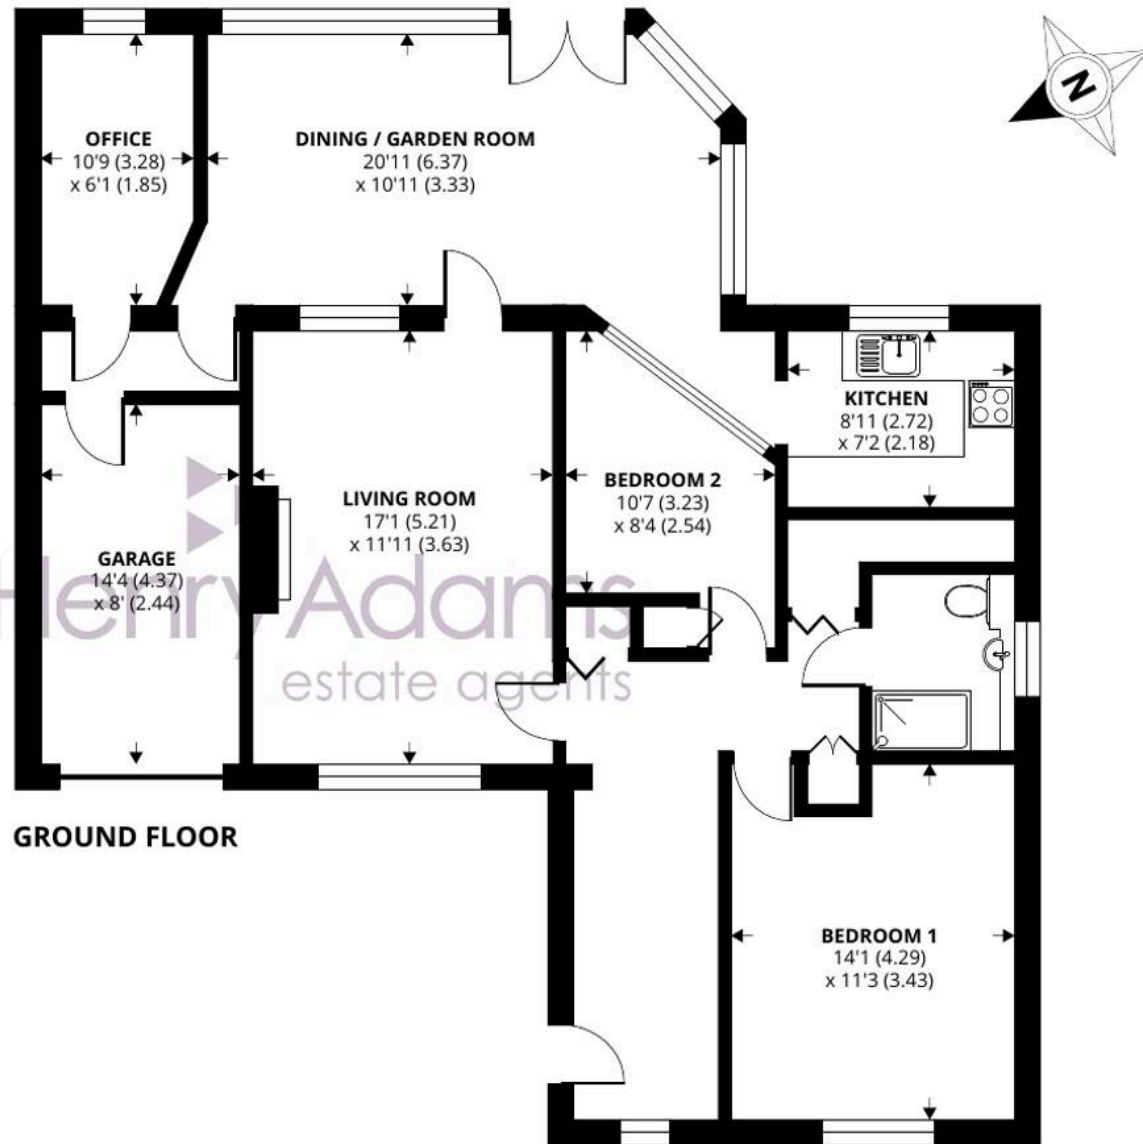 N
OFFICE
10'9 (3.28)
x 6'1 (1.85)
DINING / GARDEN ROOM
20'11 (6.37)
x 10'11 (3.33)
KITCHEN
8'11 (2.72)
x 7'2 (2.18)
BEDROOM 2
10'7 (3.23)
x 8'4 (2.54)
LIVING ROOM
17'1 (5.21)
x 11'11 (3.63)
GARAGE
14'4 (4.37)
x 8' (2.44)
Henry Adams
estate agents
GROUND FLOOR
BEDROOM 1
14'1 (4.29)
x 11'3 (3.43)